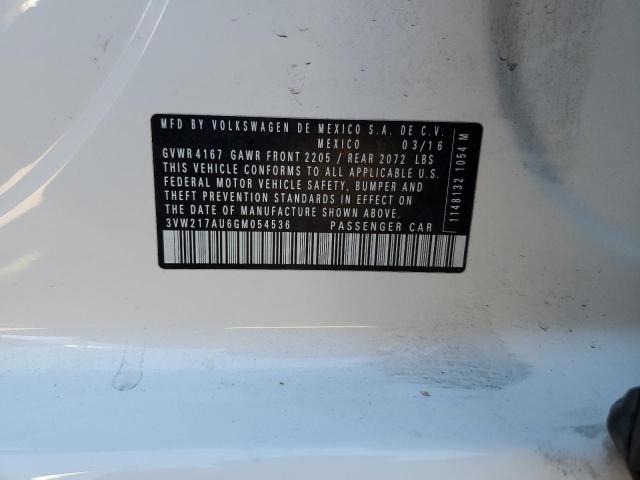 MFD BY VOLKSWAGEN DE MEXICO S.A. DE C.V.
MEXICO 03/16
GVWR 4167 GAWR FRONT 2205 / REAR 2072 LBS
THIS VEHICLE CONFORMS TO ALL APPLICABLE U.S.
FEDERAL MOTOR VEHICLE SAFETY, BUMPER AND
THEFT PREVENTION STANDARDS IN EFFECT ON
THE DATE OF MANUFACTURE SHOWN ABOVE.
3VW217AU6GM054536 PASSENGER CAR
1148132 1054 M